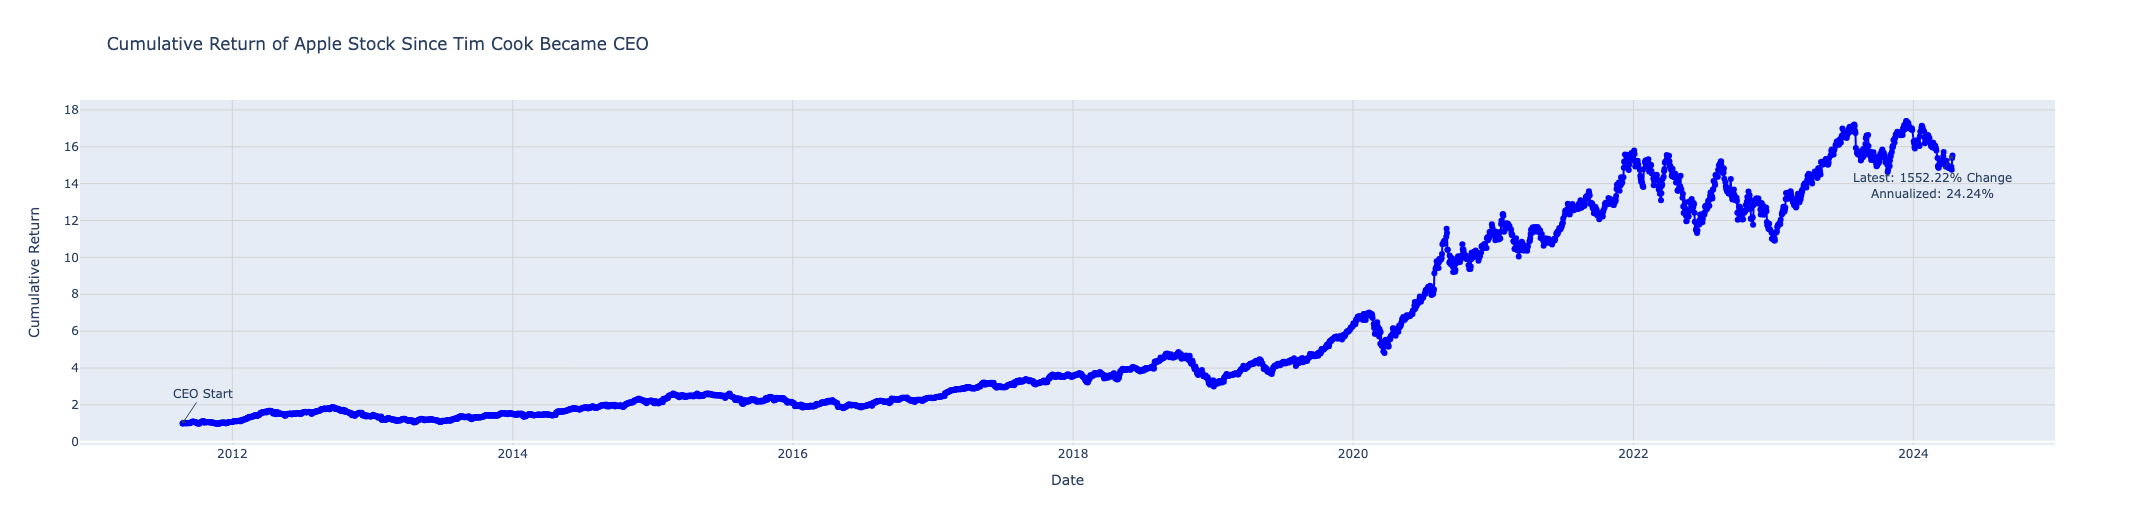 Cumulative Return of Apple Stock Since Tim Cook Became CEO
18
16
14
12
10
8
6
4
2
0
Cumulative Return
CEO Start
Latest: 1552.22% Change
Annualized: 24.24%
2012
2014
2016
2018
2020
2022
2024
Date